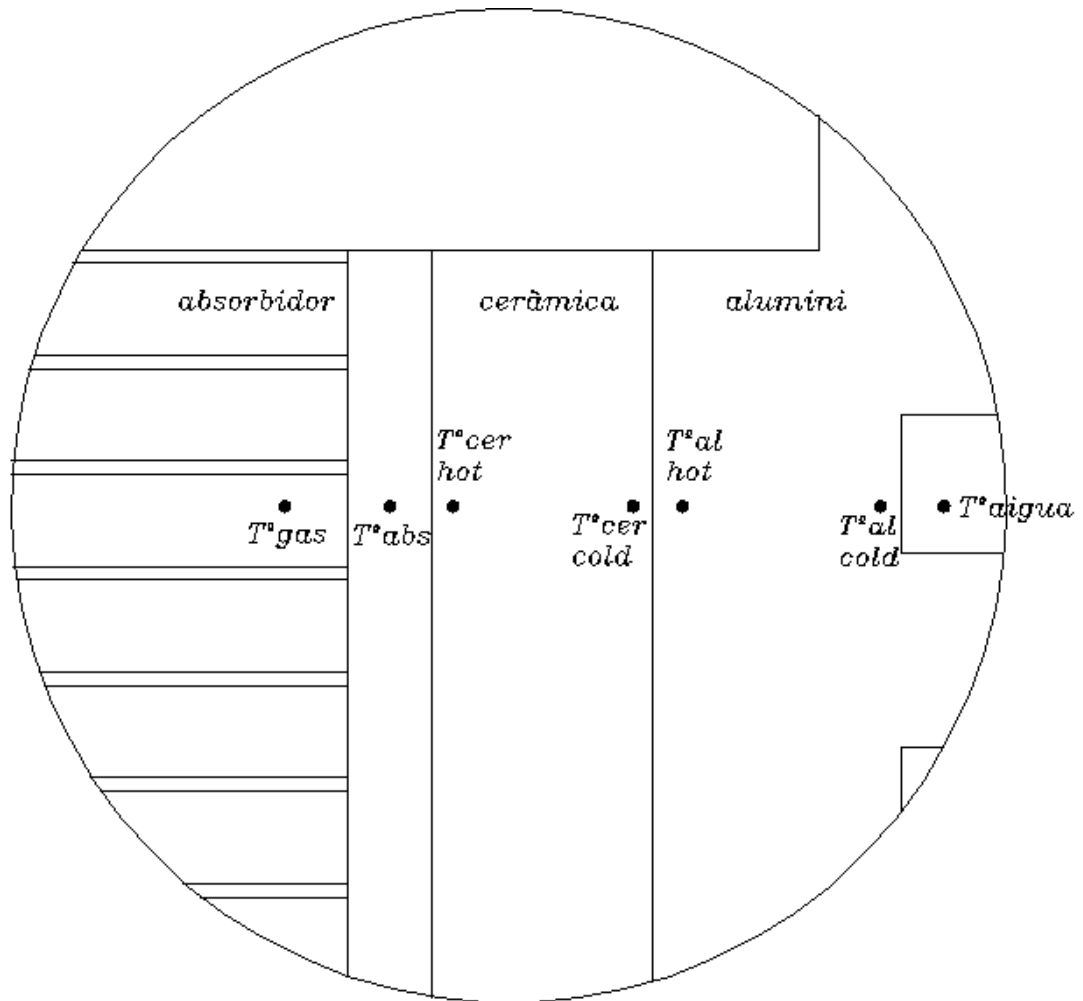 absorbidor
ceràmica
alumini
Tªcer
hot
Tªal
hot
Tªgas
Tªabs
Tªcer
cold
Tªal
cold
Tªaigua